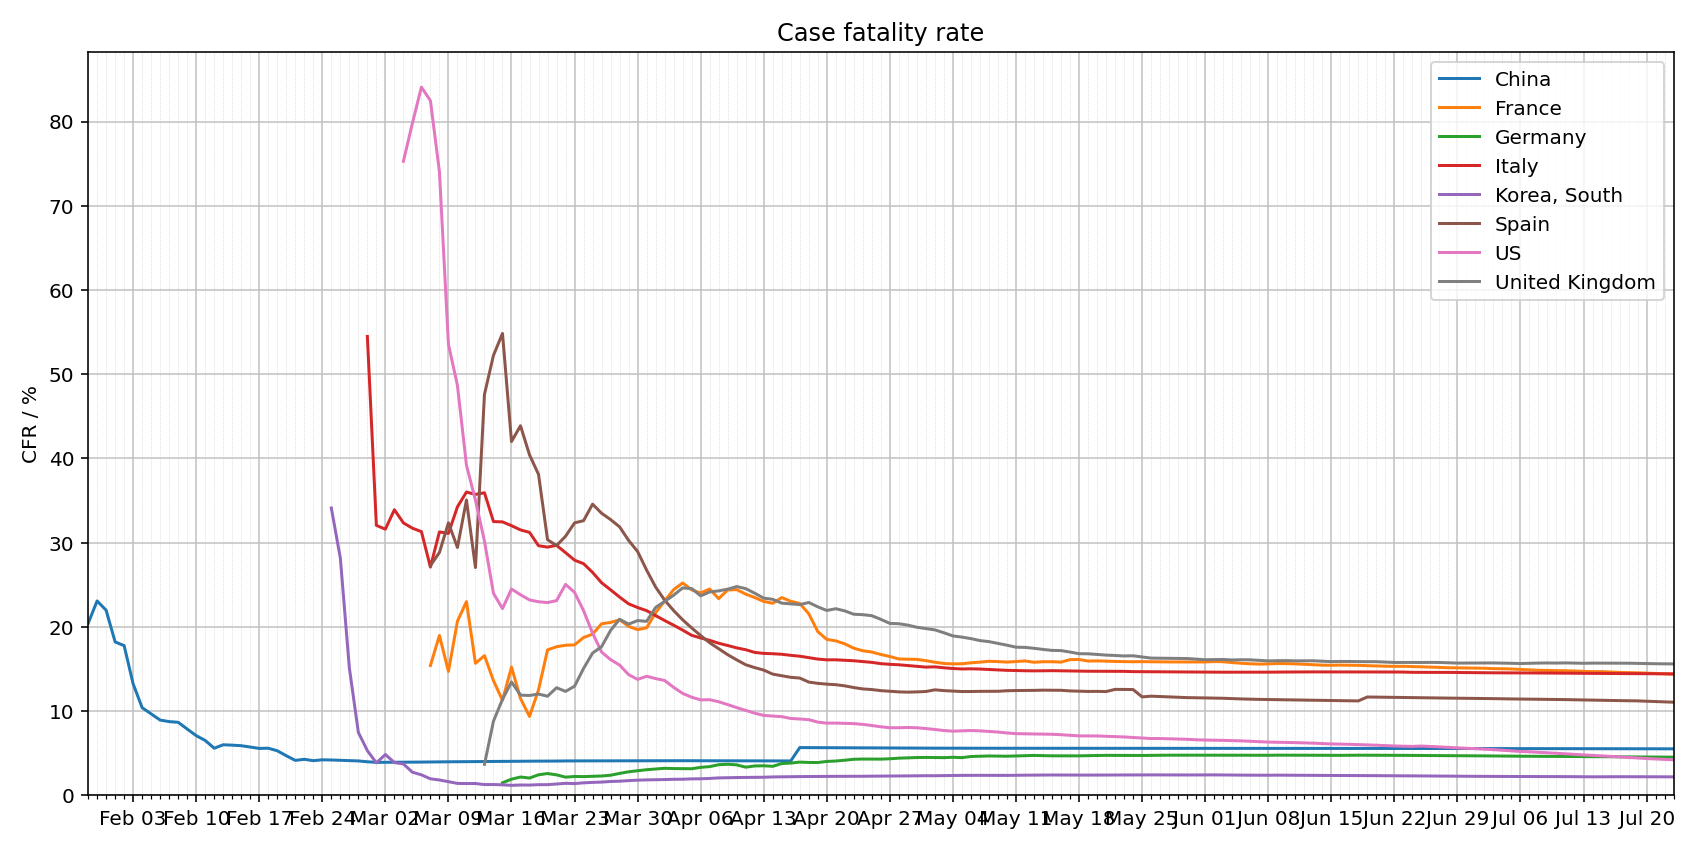 Case fatality rate
China
France
Germany
Italy
Korea, South
Spain
US
United Kingdom
CFR / %
80
70
60
50
40
30
20
10
0
Feb 03 Feb 10 Feb 17 Feb 24 Mar 02 Mar 09 Mar 16 Mar 23 Mar 30 Apr 06 Apr 13 Apr 20 Apr 27 May 04 May 11 May 18 May 25 Jun 01 Jun 08 Jun 15 Jun 22 Jun 29 Jul 06 Jul 13 Jul 20